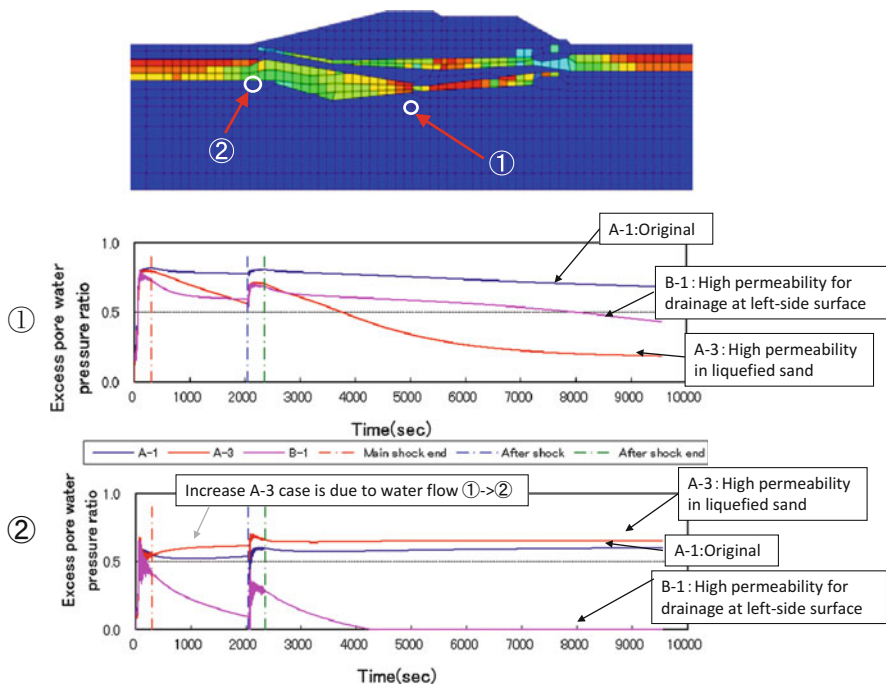 ②
①
①
Excess pore water
pressure ratio
1.0
0.5
0.0
0 1000 2000 3000 4000 5000 6000 7000 8000 9000 10000
Time(sec)
A-1:Original
B-1: High permeability for
drainage at left-side surface
A-3: High permeability
in liquefied sand
A-1 A-3 B-1 Main shock end After shock After shock end
②
Excess pore water
pressure ratio
1.0
0.5
0.0
Increase A-3 case is due to water flow ①->②
A-3: High permeability
in liquefied sand
A-1:Original
B-1: High permeability for
drainage at left-side surface
0 1000 2000 3000 4000 5000 6000 7000 8000 9000 10000
Time(sec)